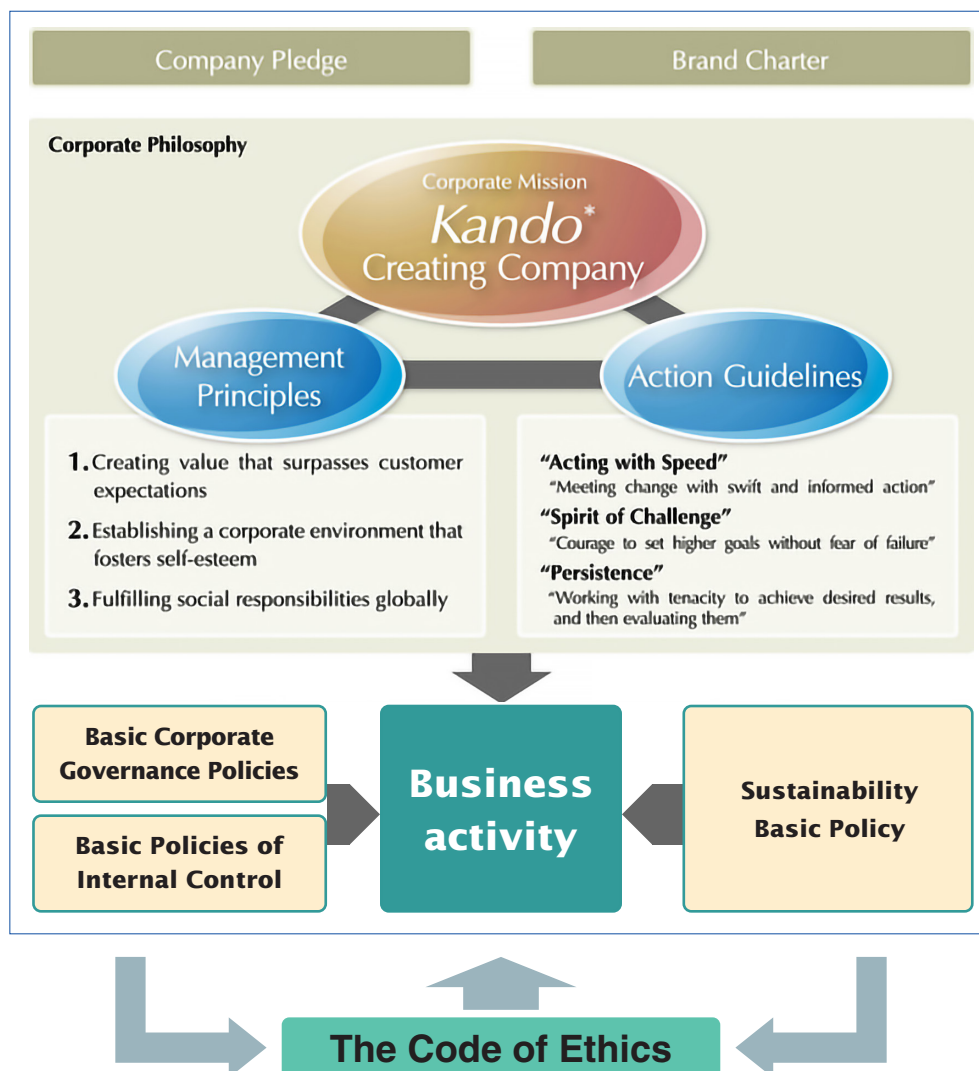 Company Pledge
Brand Charter
Corporate Philosophy
Corporate Mission
Kando*
Creating Company
Management
Principles
Action Guidelines
1. Creating value that surpasses customer
expectations
2. Establishing a corporate environment that
fosters self-esteem
3. Fulfilling social responsibilities globally
“Acting with Speed”
“Meeting change with swift and informed action”
“Spirit of Challenge”
“Courage to set higher goals without fear of failure”
“Persistence”
“Working with tenacity to achieve desired results,
and then evaluating them”
Basic Corporate
Governance Policies
Basic Policies of
Internal Control
Business
activity
Sustainability
Basic Policy
The Code of Ethics